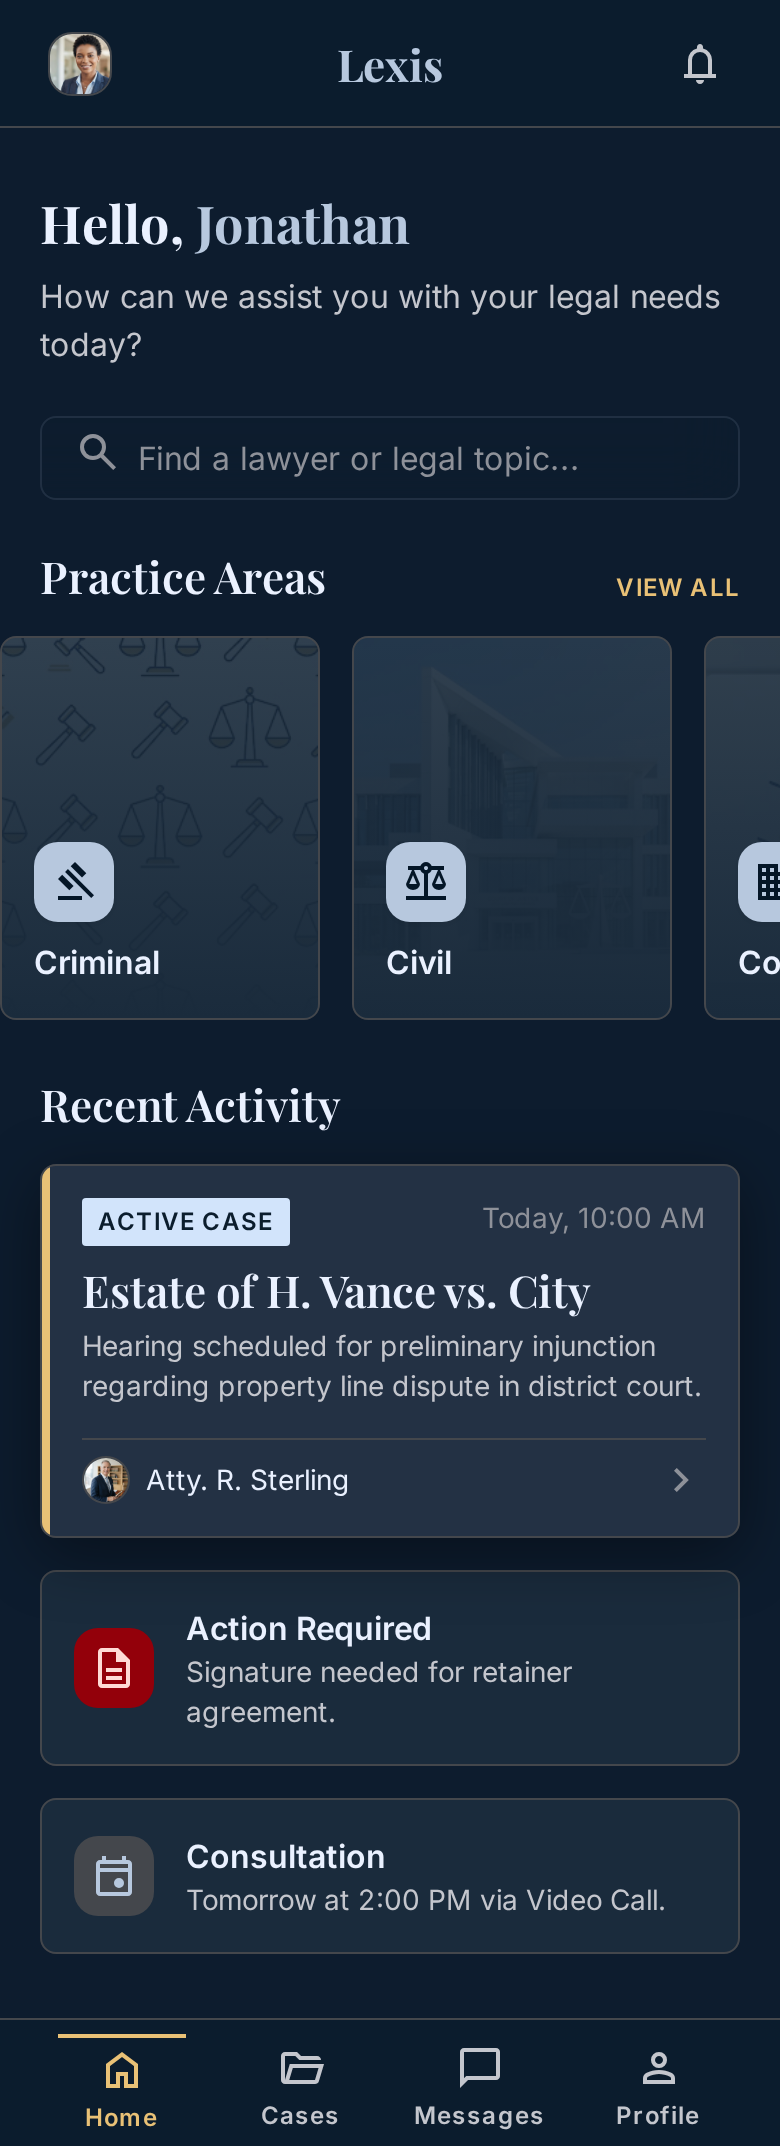 Lexis
Hello, Jonathan
How can we assist you with your legal needs
today?
Find a lawyer or legal topic...
Practice Areas
VIEW ALL
Criminal
Civil
Co
Recent Activity
ACTIVE CASE
Today, 10:00 AM
Estate of H. Vance vs. City
Hearing scheduled for preliminary injunction
regarding property line dispute in district court.
Atty. R. Sterling
Action Required
Signature needed for retainer
agreement.
Consultation
Tomorrow at 2:00 PM via Video Call.
Home
Cases
Messages
Profile